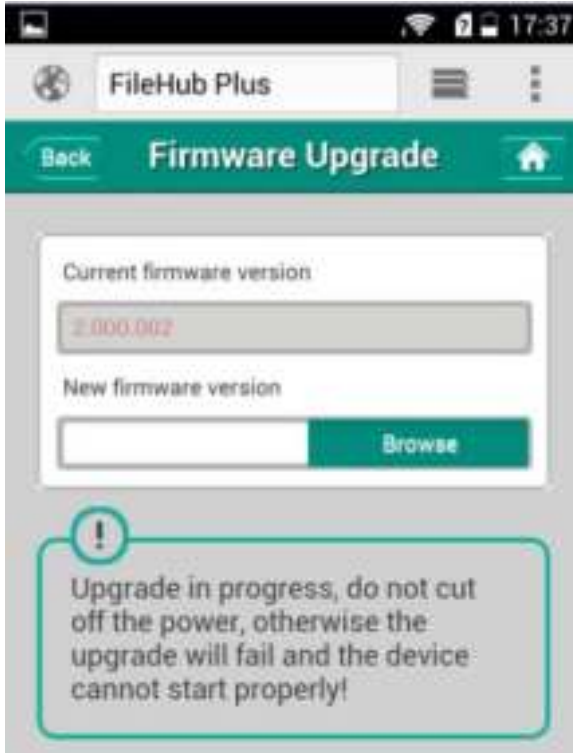 17:37
FileHub Plus
Back
Firmware Upgrade
Current firmware version
2.000.002
New firmware version
Browse
!
Upgrade in progress, do not cut
off the power, otherwise the
upgrade will fail and the device
cannot start properly!